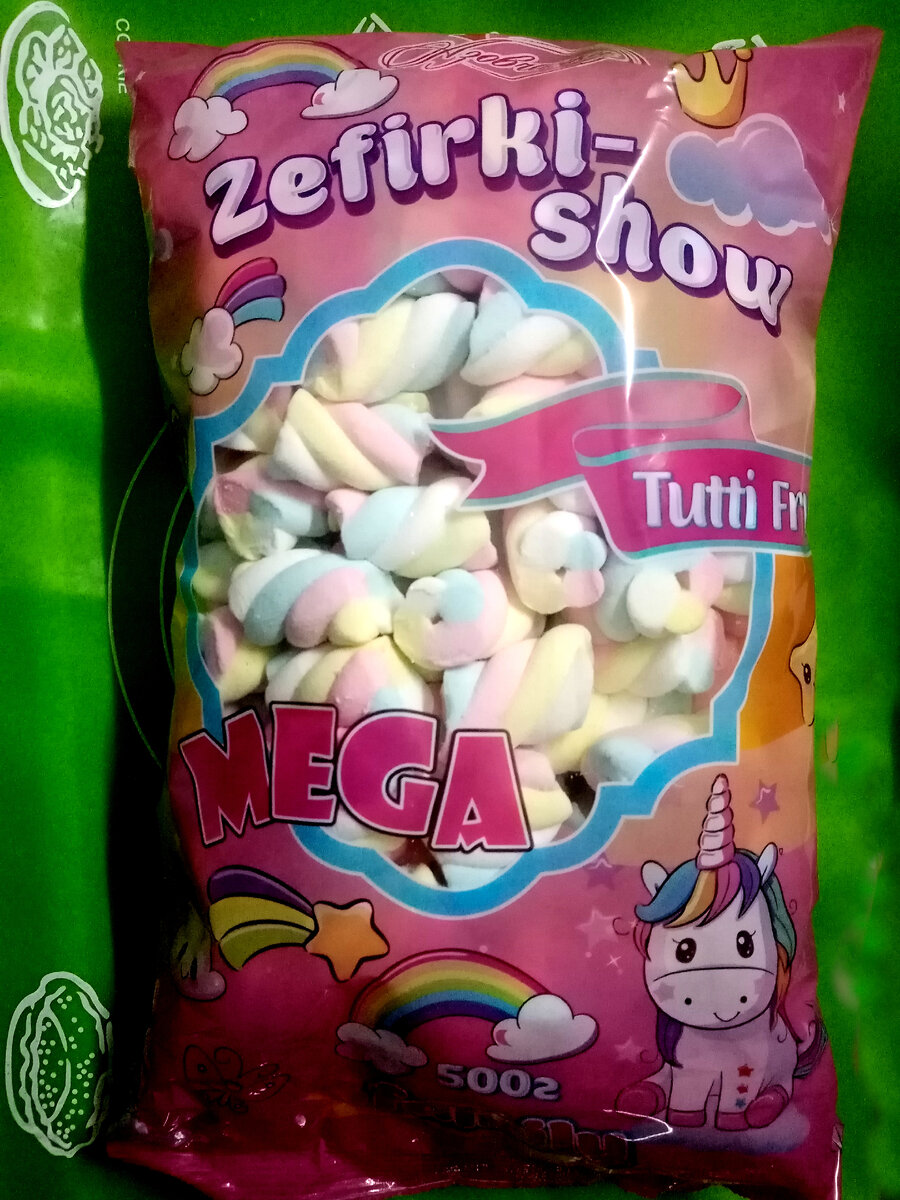 Zefirki-
show
Tutti Fr
MEGA
500г